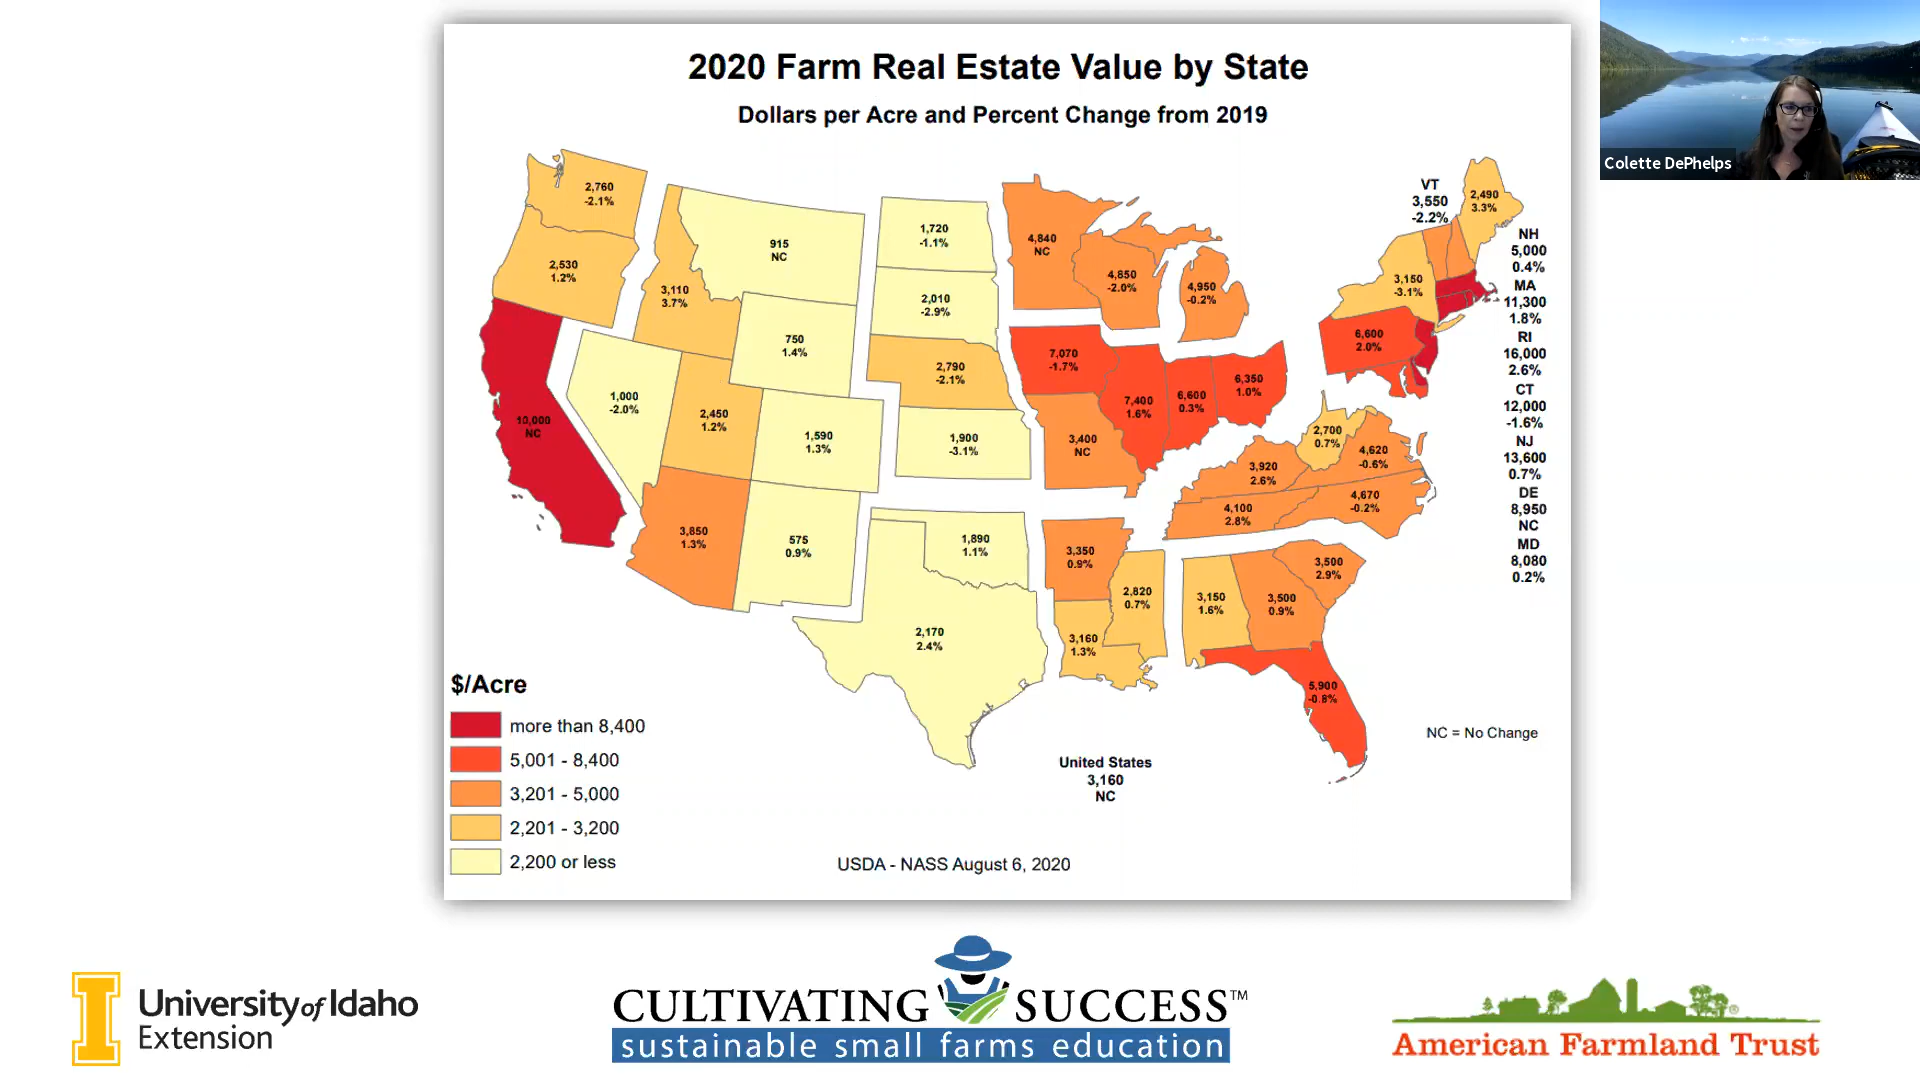 2020 Farm Real Estate Value by State
Dollars per Acre and Percent Change from 2019
Colette DePhelps
2,760
-2.1%
2,530
1.2%
10,000
NC
1,000
-2.0%
3,110
3.7%
915
NC
750
1.4%
2,450
1.2%
1,590
1.3%
3,850
1.3%
575
0.9%
1,720
-1.1%
2,010
-2.9%
2,790
-2.1%
1,900
-3.1%
1,890
1.1%
2,170
2.4%
4,840
NC
4,850
-2.0%
4,950
-0.2%
7,070
-1.7%
7,400
1.6%
6,600
0.3%
6,350
1.0%
3,400
NC
3,350
0.9%
3,160
1.3%
2,820
0.7%
3,150
1.6%
3,500
0.9%
3,500
2.9%
5,900
-0.8%
3,920
2.6%
4,100
2.8%
4,670
-0.2%
4,620
-0.6%
2,700
0.7%
6,600
2.0%
3,150
-3.1%
2,490
3.3%
VT
3,550
-2.2%
NH
5,000
0.4%
MA
11,300
1.8%
RI
16,000
2.6%
CT
12,000
-1.6%
NJ
13,600
0.7%
DE
8,950
NC
MD
8,080
0.2%
NC = No Change
United States
3,160
NC
$/Acre
more than 8,400
5,001 - 8,400
3,201 - 5,000
2,201 - 3,200
2,200 or less
USDA - NASS August 6, 2020
I
University of Idaho
Extension
CULTIVATING SUCCESS™
sustainable small farms education
American Farmland Trust